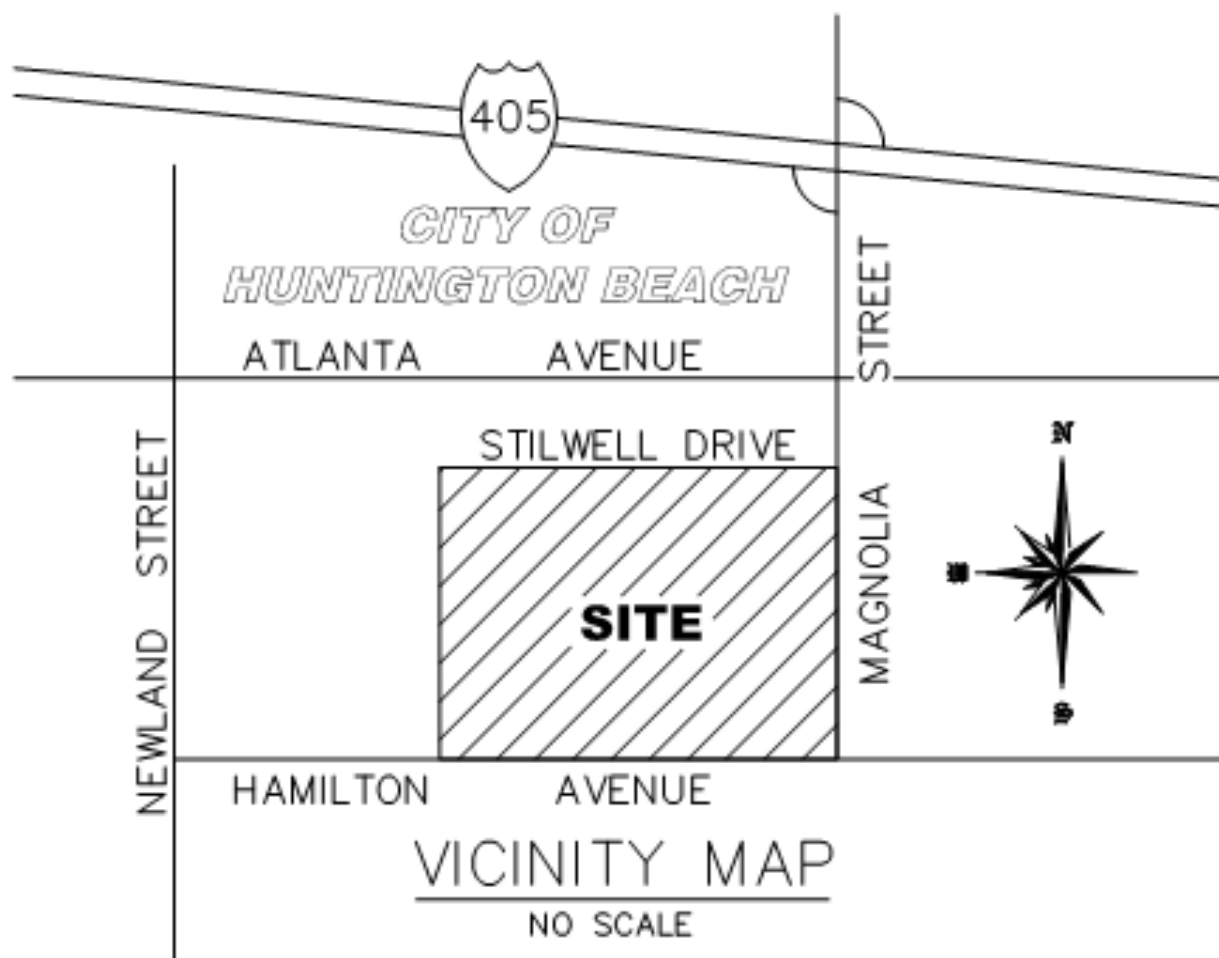 405
CITY OF
HUNTINGTON BEACH
ATLANTA AVENUE
STREET
STILWELL DRIVE
N
NEWLAND STREET
MAGNOLIA
SITE
HAMILTON AVENUE
VICINITY MAP
NO SCALE